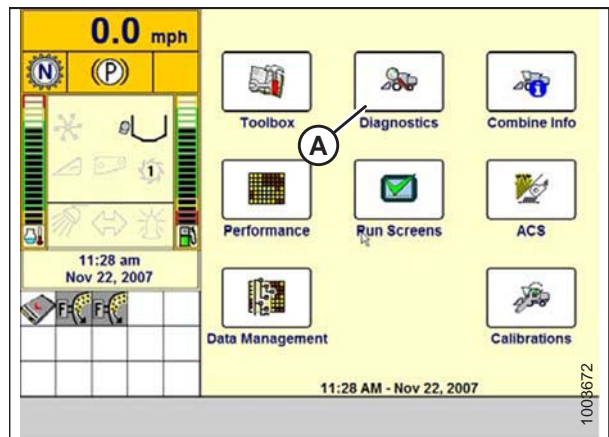 0.0 mph
N
(P)
1
11:28 am
Nov 22, 2007
F=
F=
Toolbox
Diagnostics
Combine Info
A
Performance
Run Screens
ACS
Data Management
Calibrations
11:28 AM - Nov 22, 2007
1003672